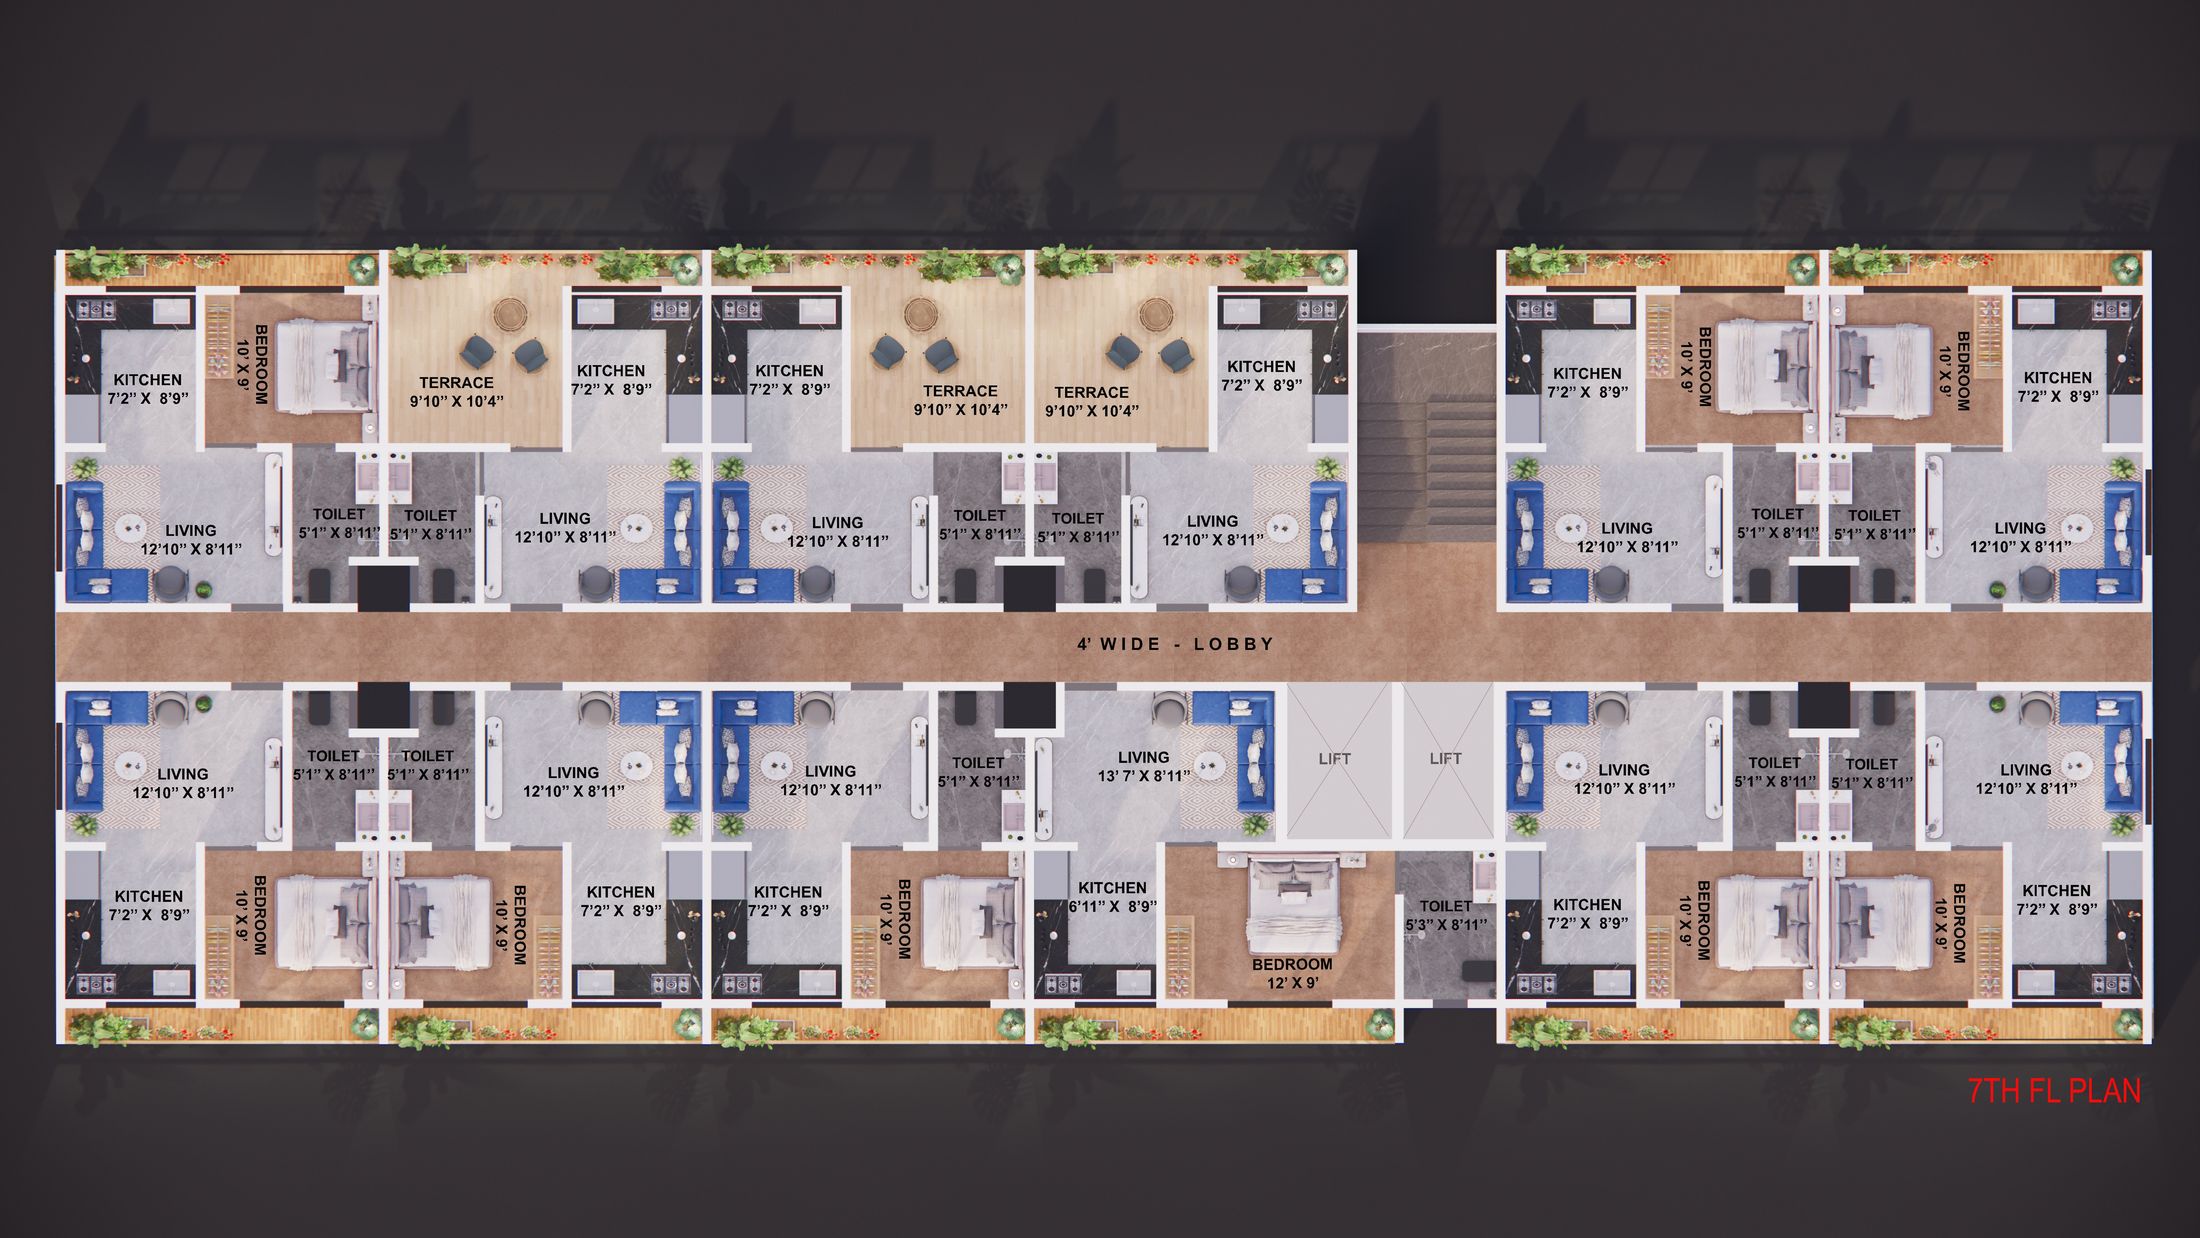 KITCHEN
7'2" X 8'9"
BEDROOM
10' X 9'
TERRACE
9'10" X 10'4"
KITCHEN
7'2" X 8'9"
KITCHEN
7'2" X 8'9"
TERRACE
9'10" X 10'4"
TERRACE
9'10" X 10'4"
KITCHEN
7'2" X 8'9"
KITCHEN
7'2" X 8'9"
BEDROOM
10' X 9'
BEDROOM
10' X 9'
KITCHEN
7'2" X 8'9"
LIVING
12'10" X 8'11"
TOILET
5'1" X 8'11"
TOILET
5'1" X 8'11"
LIVING
12'10" X 8'11"
LIVING
12'10" X 8'11"
TOILET
5'1" X 8'11"
TOILET
5'1" X 8'11"
LIVING
12'10" X 8'11"
LIVING
12'10" X 8'11"
TOILET
5'1" X 8'11"
TOILET
5'1" X 8'11"
LIVING
12'10" X 8'11"
4' WIDE - LOBBY
LIVING
12'10" X 8'11"
TOILET
5'1" X 8'11"
TOILET
5'1" X 8'11"
LIVING
12'10" X 8'11"
LIVING
12'10" X 8'11"
TOILET
5'1" X 8'11"
LIVING
13' 7' X 8'11"
LIFT
LIFT
LIVING
12'10" X 8'11"
TOILET
5'1" X 8'11"
TOILET
5'1" X 8'11"
LIVING
12'10" X 8'11"
KITCHEN
7'2" X 8'9"
BEDROOM
10' X 9'
BEDROOM
10' X 9'
KITCHEN
7'2" X 8'9"
KITCHEN
7'2" X 8'9"
BEDROOM
10' X 9'
KITCHEN
6'11" X 8'9"
BEDROOM
12' X 9'
TOILET
5'3" X 8'11"
KITCHEN
7'2" X 8'9"
BEDROOM
10' X 9'
BEDROOM
10' X 9'
KITCHEN
7'2" X 8'9"
7TH FL PLAN